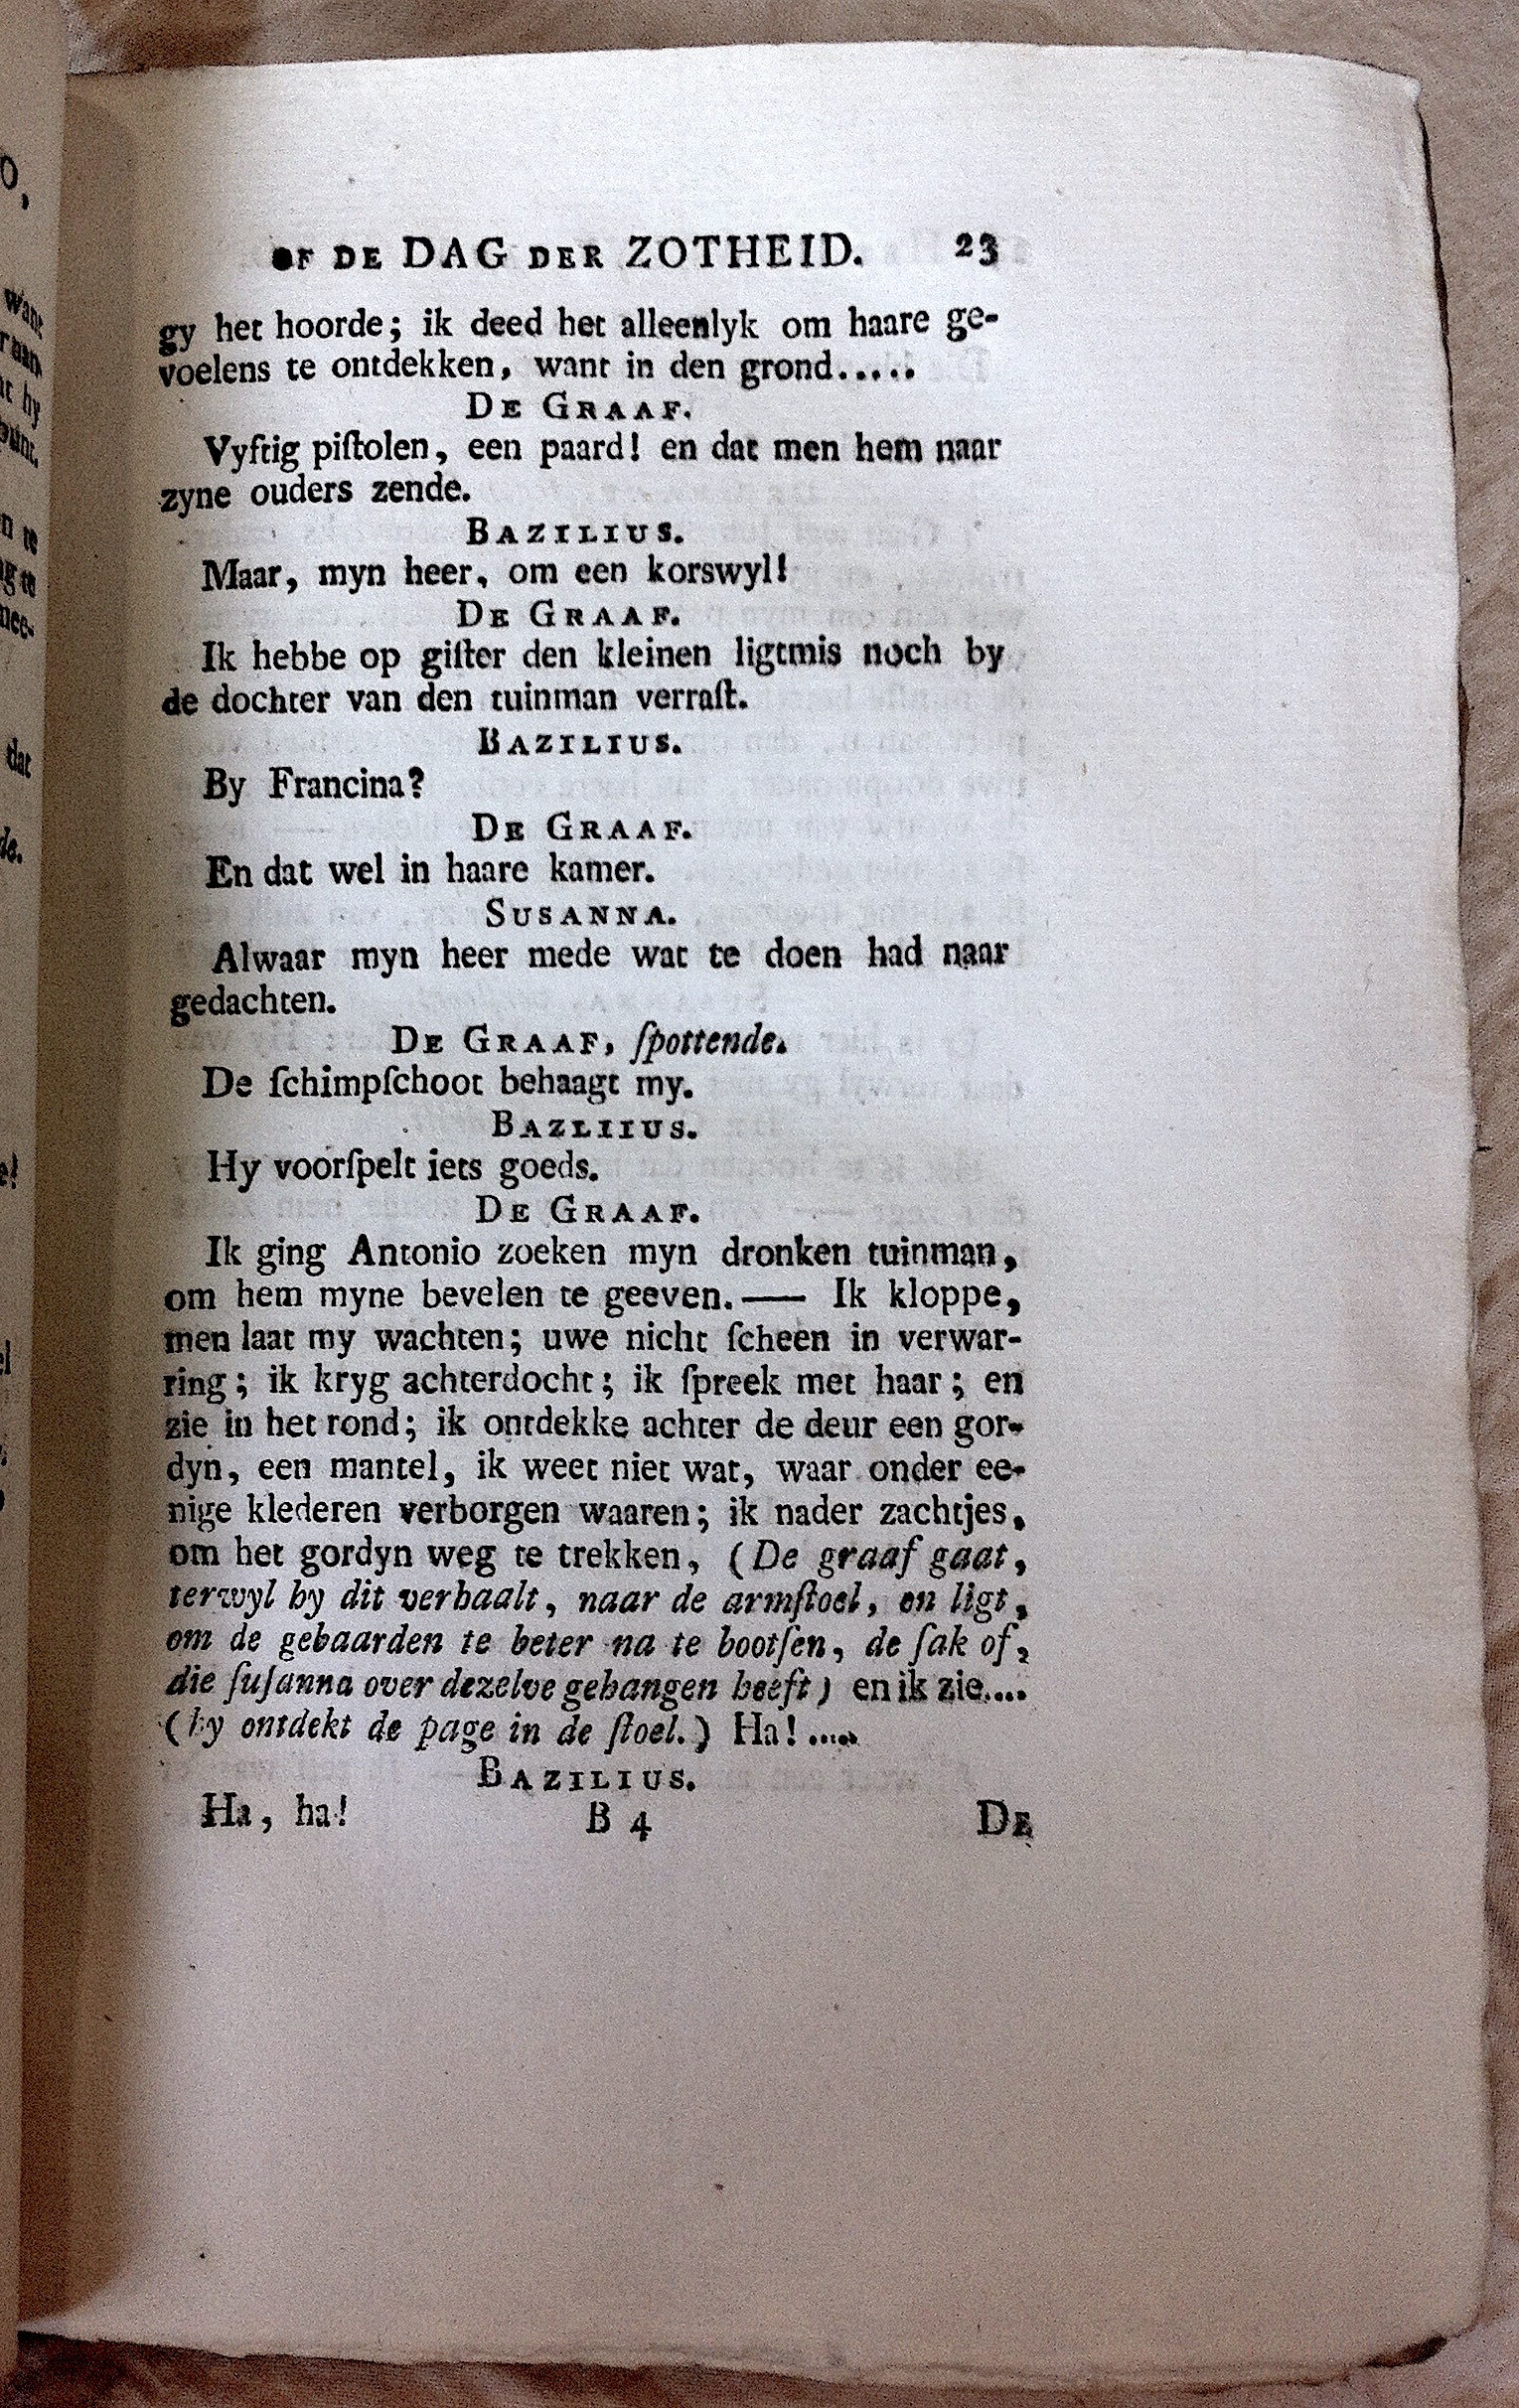 OF DE DAG DER ZOTHEID. 23
gy het hoorde; ik deed het alleenlyk om haare ge-
voelens te ontdekken, want in den grond.....
DE GRAAF.
Vyftig piſtolen, een paard! en dat men hem naar
zyne ouders zende.
BAZILIUS.
Maar, myn heer, om een korswyl!
DE GRAAF.
Ik hebbe op giſter den kleinen ligtmis noch by
de dochter van den tuinman verraſt.
BAZILIUS.
By Francina?
DE GRAAF.
En dat wel in haare kamer.
SUSANNA.
Alwaar myn heer mede wat te doen had naar
gedachten.
DE GRAAF, ſpottende.
De ſchimpſchoot behaagt my.
BAZLIIUS.
Hy voorſpelt iets goeds.
DE GRAAF.
Ik ging Antonio zoeken myn dronken tuinman,
om hem myne bevelen te geeven.—— Ik kloppe,
men laat my wachten; uwe nicht ſcheen in verwar-
ring; ik kryg achterdocht; ik ſpreek met haar; en
zie in het rond; ik ontdekke achter de deur een gor-
dyn, een mantel, ik weet niet wat, waar onder ee-
nige klederen verborgen waaren; ik nader zachtjes,
om het gordyn weg te trekken, (De graaf gaat,
terwyl hy dit verhaalt, naar de armſtoel, en ligt,
om de gebaarden te beter na te bootſen, de ſak of,
die ſuſanna over dezelve gehangen heeft) en ik zie....
(hy ontdekt de page in de ſtoel.) Ha!.....
BAZILIUS.
Ha, ha!
B 4 DE